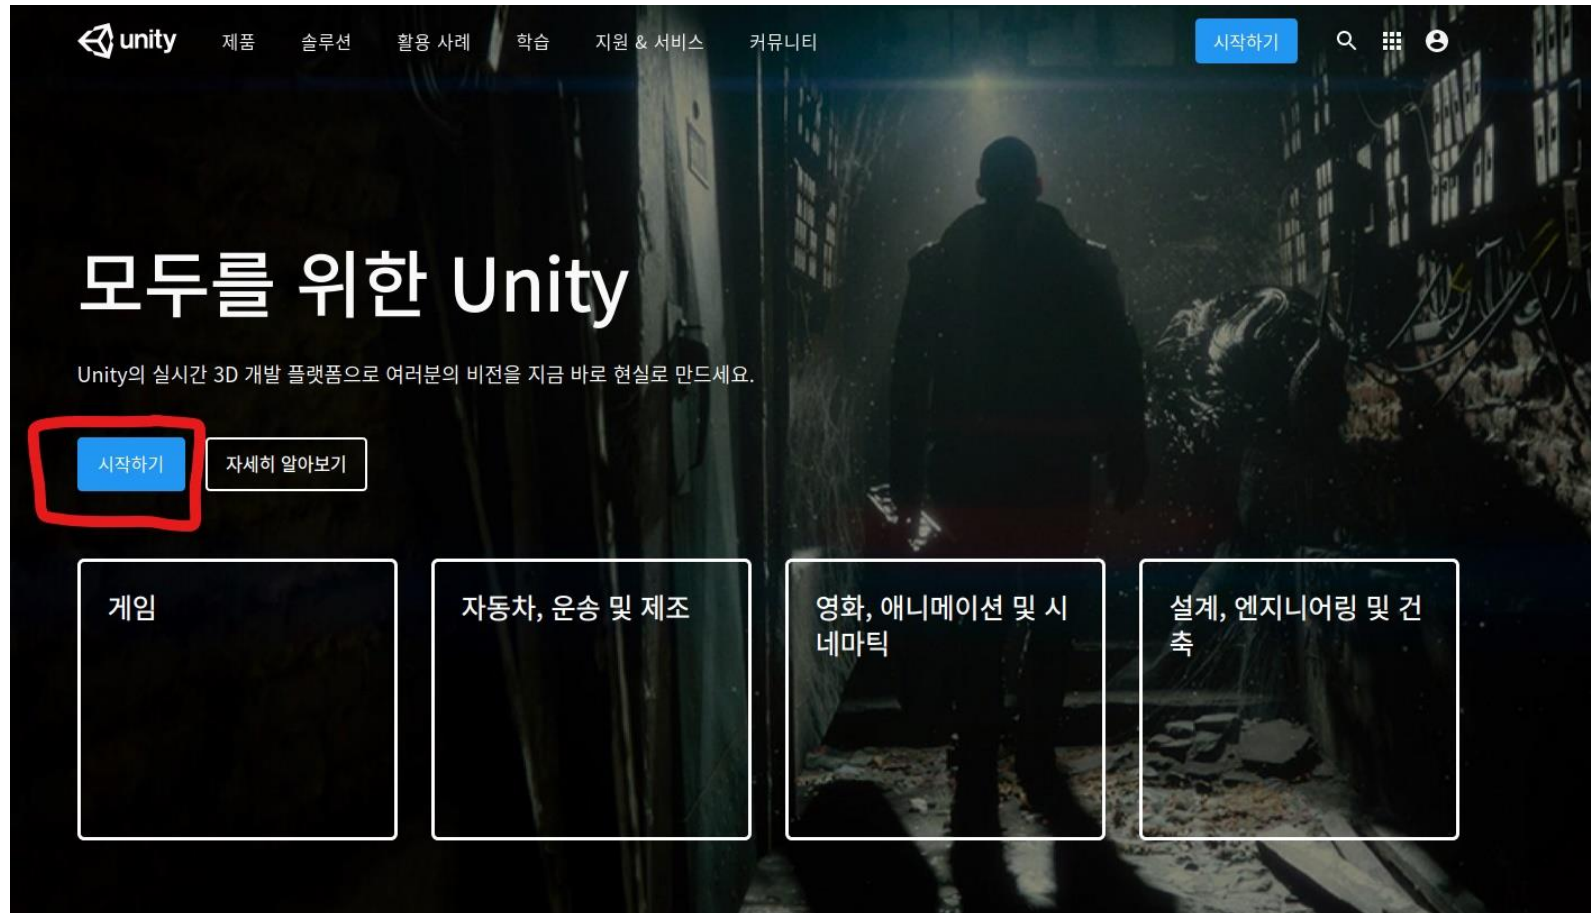 unity 제품 솔루션 활용 사례 학습 지원 & 서비스 커뮤니티 시작하기
모두를 위한 Unity
Unity의 실시간 3D 개발 플랫폼으로 여러분의 비전을 지금 바로 현실로 만드세요.
시작하기 자세히 알아보기
게임
자동차, 운송 및 제조
영화, 애니메이션 및 시
네마틱
설계, 엔지니어링 및 건
축